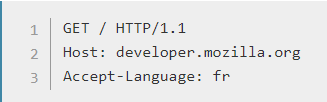 1 GET / HTTP/1.1
2 Host: developer.mozilla.org
3 Accept-Language: fr